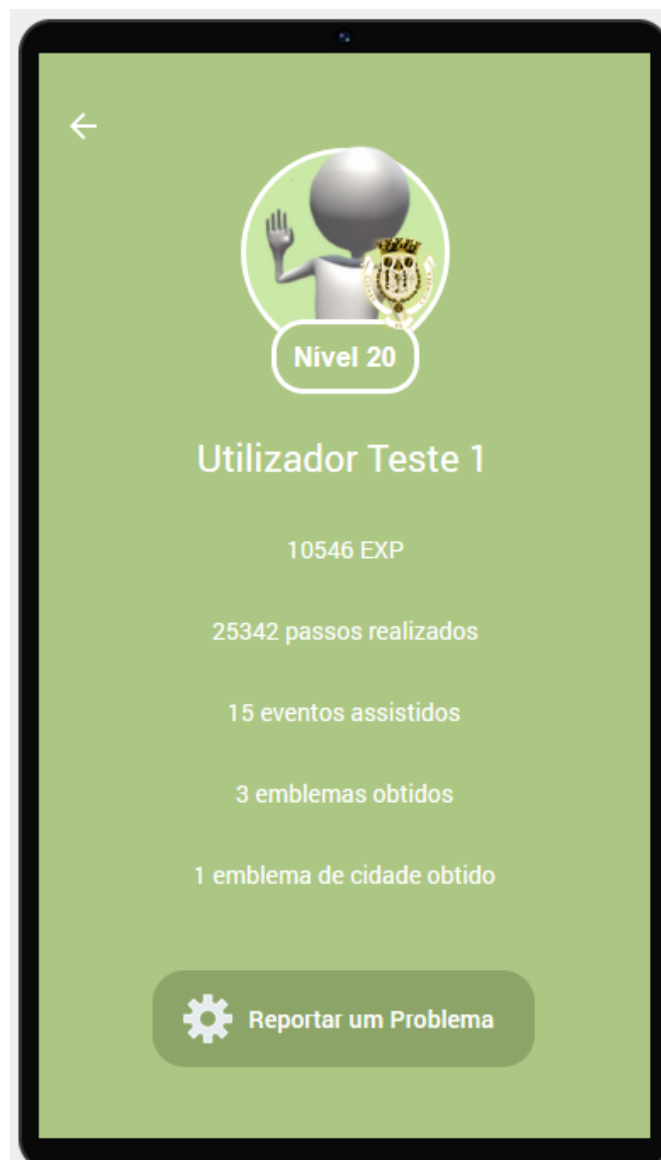 Nível 20
Utilizador Teste 1
10546 EXP
25342 passos realizados
15 eventos assistidos
3 emblemas obtidos
1 emblema de cidade obtido
Reportar um Problema